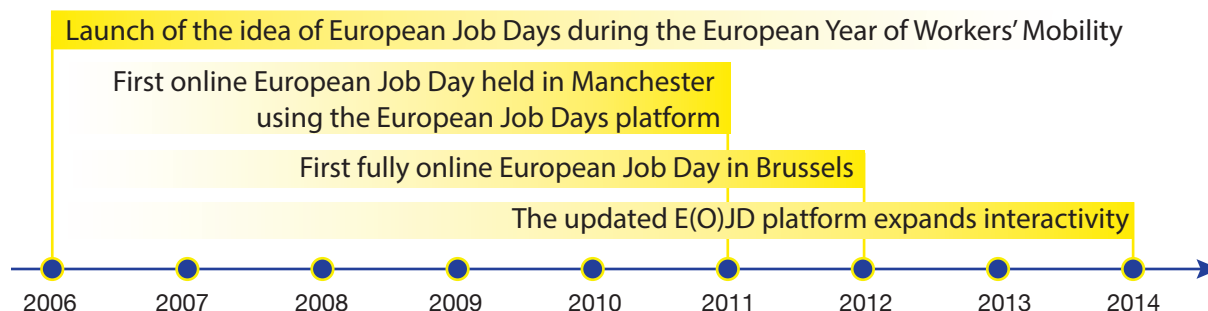 Launch of the idea of European Job Days during the European Year of Workers’ Mobility
First online European Job Day held in Manchester
using the European Job Days platform
First fully online European Job Day in Brussels
The updated E(O)JD platform expands interactivity
2006 2007 2008 2009 2010 2011 2012 2013 2014